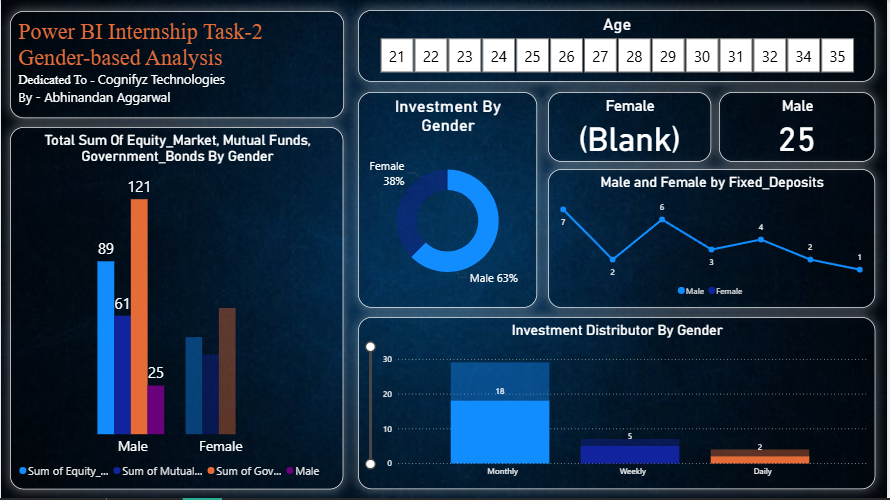 Power BI Internship Task-2
Gender-based Analysis
Dedicated To - Cognifyz Technologies
By - Abhinandan Aggarwal
Age
21 22 23 24 25 26 27 28 29 30 31 32 34 35
Total Sum Of Equity_Market, Mutual Funds,
Government_Bonds By Gender
121
89
61
25
Male Female
Sum of Equity_... Sum of Mutual... Sum of Gov... Male
Investment By
Gender
Female
38%
Male 63%
Female
(Blank)
Male
25
Male and Female by Fixed_Deposits
7 2 6 3 4 2 1
Male Female
Investment Distributor By Gender
30
20
10
0
18 5 2
Monthly Weekly Daily